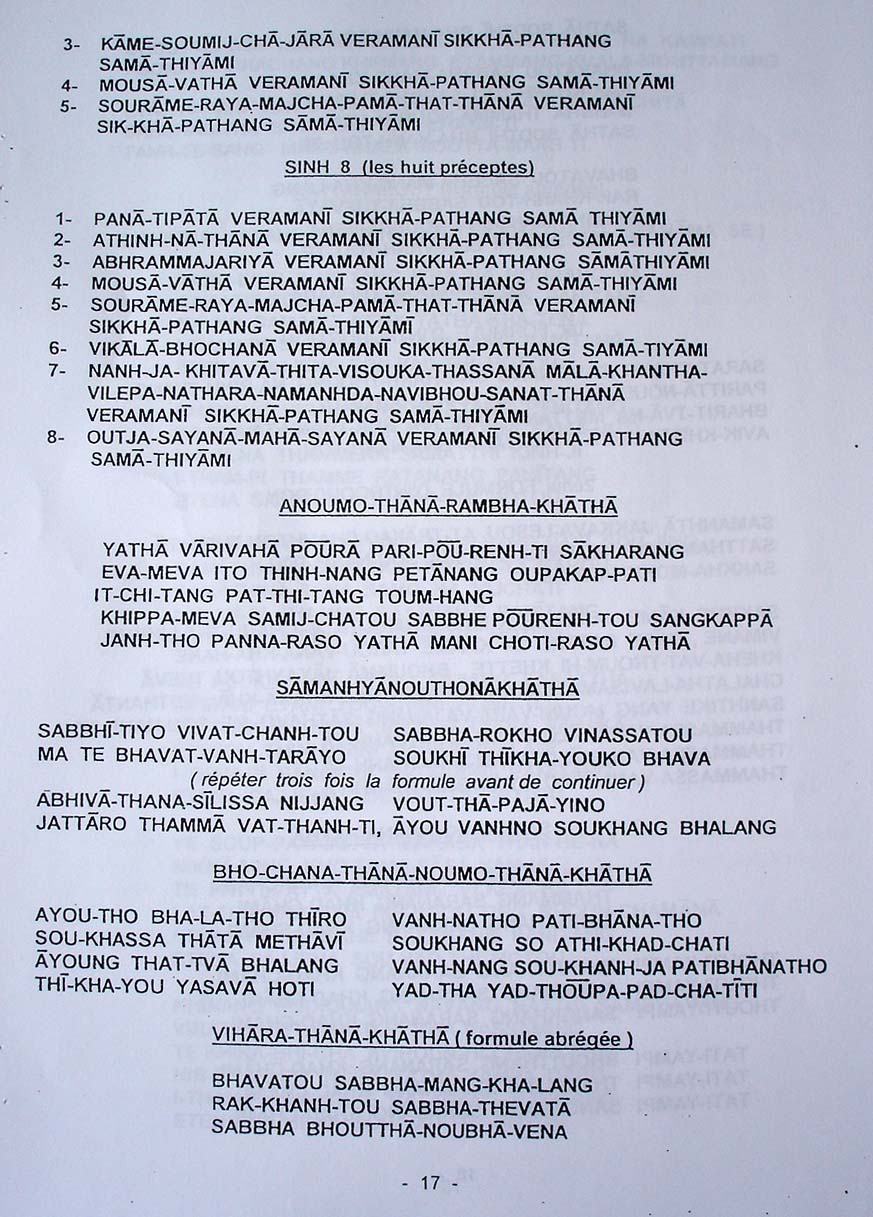 3- KĀME-SOUMIJ-CHĀ-JĀRĀ VERAMANĪ SIKKHĀ-PATHANG
SAMĀ-THIYĀMI
4- MOUSĀ-VATHĀ VERAMANĪ SIKKHĀ-PATHANG SAMĀ-THIYĀMI
5- SOURĀME-RAYA-MAJCHA-PAMĀ-THAT-THĀNĀ VERAMANĪ
SIK-KHĀ-PATHANG SĀMĀ-THIYĀMI
SINH 8 (les huit préceptes)
1- PANĀ-TIPĀTĀ VERAMANĪ SIKKHĀ-PATHANG SAMĀ THIYĀMI
2- ATHINH-NĀ-THĀNĀ VERAMANĪ SIKKHĀ-PATHANG SAMĀ-THIYĀMI
3- ABHRAMMAJARIYĀ VERAMANĪ SIKKHĀ-PATHANG SĀMĀTHIYĀMI
4- MOUSĀ-VĀTHĀ VERAMANĪ SIKKHĀ-PATHANG SAMĀ-THIYĀMI
5- SOURĀME-RAYA-MAJCHA-PAMĀ-THAT-THĀNĀ VERAMANĪ
SIKKHĀ-PATHANG SAMĀ-THIYĀMĪ
6- VIKĀLĀ-BHOCHANĀ VERAMANĪ SIKKHĀ-PATHANG SAMĀ-TIYĀMI
7- NANH-JA- KHITAVĀ-THITA-VISOUKA-THASSANĀ MĀLĀ-KHANTHA-
VILEPA-NATHARA-NAMANHDA-NAVIBHOU-SANAT-THĀNĀ
VERAMANĪ SIKKHĀ-PATHANG SAMĀ-THIYĀMI
8- OUTJA-SAYANĀ-MAHĀ-SAYANĀ VERAMANĪ SIKKHĀ-PATHANG
SAMĀ-THIYĀMI
ANOUMO-THĀNĀ-RAMBHA-KHĀTHĀ
YATHĀ VĀRIVAHĀ PŌŪRĀ PARI-PŌŪ-RENH-TI SĀKHARANG
EVA-MEVA ITO THINH-NANG PETĀNANG OUPAKAP-PATI
IT-CHI-TANG PAT-THI-TANG TOUM-HANG
KHIPPA-MEVA SAMIJ-CHATOU SABBHE PŌŪRENH-TOU SANGKAPPĀ
JANH-THO PANNA-RASO YATHĀ MANI CHOTI-RASO YATHĀ
SĀMANHYĀNOUTHONĀKHĀTHĀ
SABBHĪ-TIYO VIVAT-CHANH-TOU SABBHA-ROKHO VINASSATOU
MA TE BHAVAT-VANH-TARĀYO SOUKHĪ THĪKHA-YOUKO BHAVA
( répéter trois fois la formule avant de continuer )
ĀBHIVĀ-THANA-SĪLISSA NIJJANG VOUT-THĀ-PAJĀ-YINO
JATTĀRO THAMMĀ VAT-THANH-TI, ĀYOU VANHNO SOUKHANG BHALANG
BHO-CHANA-THĀNĀ-NOUMO-THĀNĀ-KHĀTHĀ
AYOU-THO BHA-LA-THO THĪRO VANH-NATHO PATI-BHĀNA-THO
SOU-KHASSA THĀTĀ METHĀVĪ SOUKHANG SO ATHI-KHAD-CHATI
ĀYOUNG THAT-TVĀ BHALANG VANH-NANG SOU-KHANH-JA PATIBHĀNATHO
THĪ-KHA-YOU YASAVĀ HOTI YAD-THA YAD-THŌŪPA-PAD-CHA-TĪTI
VIHĀRA-THĀNĀ-KHĀTHĀ ( formule abrégée )
BHAVATOU SABBHA-MANG-KHA-LANG
RAK-KHANH-TOU SABBHA-THEVATĀ
SABBHA BHOUTTHĀ-NOUBHĀ-VENA
- 17 -